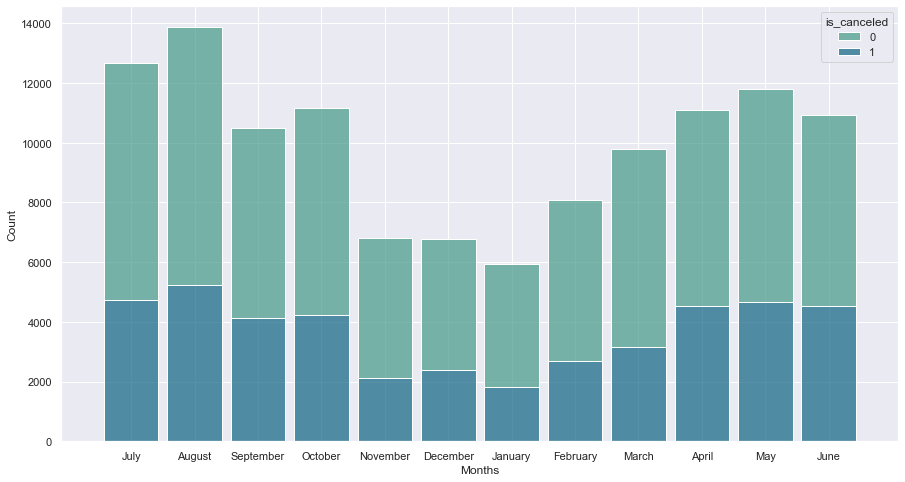 14000
12000
10000
8000
6000
4000
2000
0
Count
is_canceled
0
1
July August September October November December January February March April May June
Months